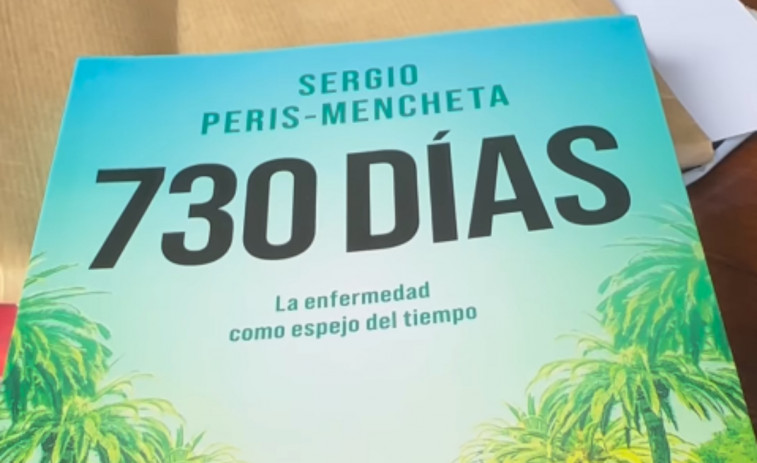 SERGIO
PERIS-MENCHETA
730 DÍAS
La enfermedad
como espejo del tiempo